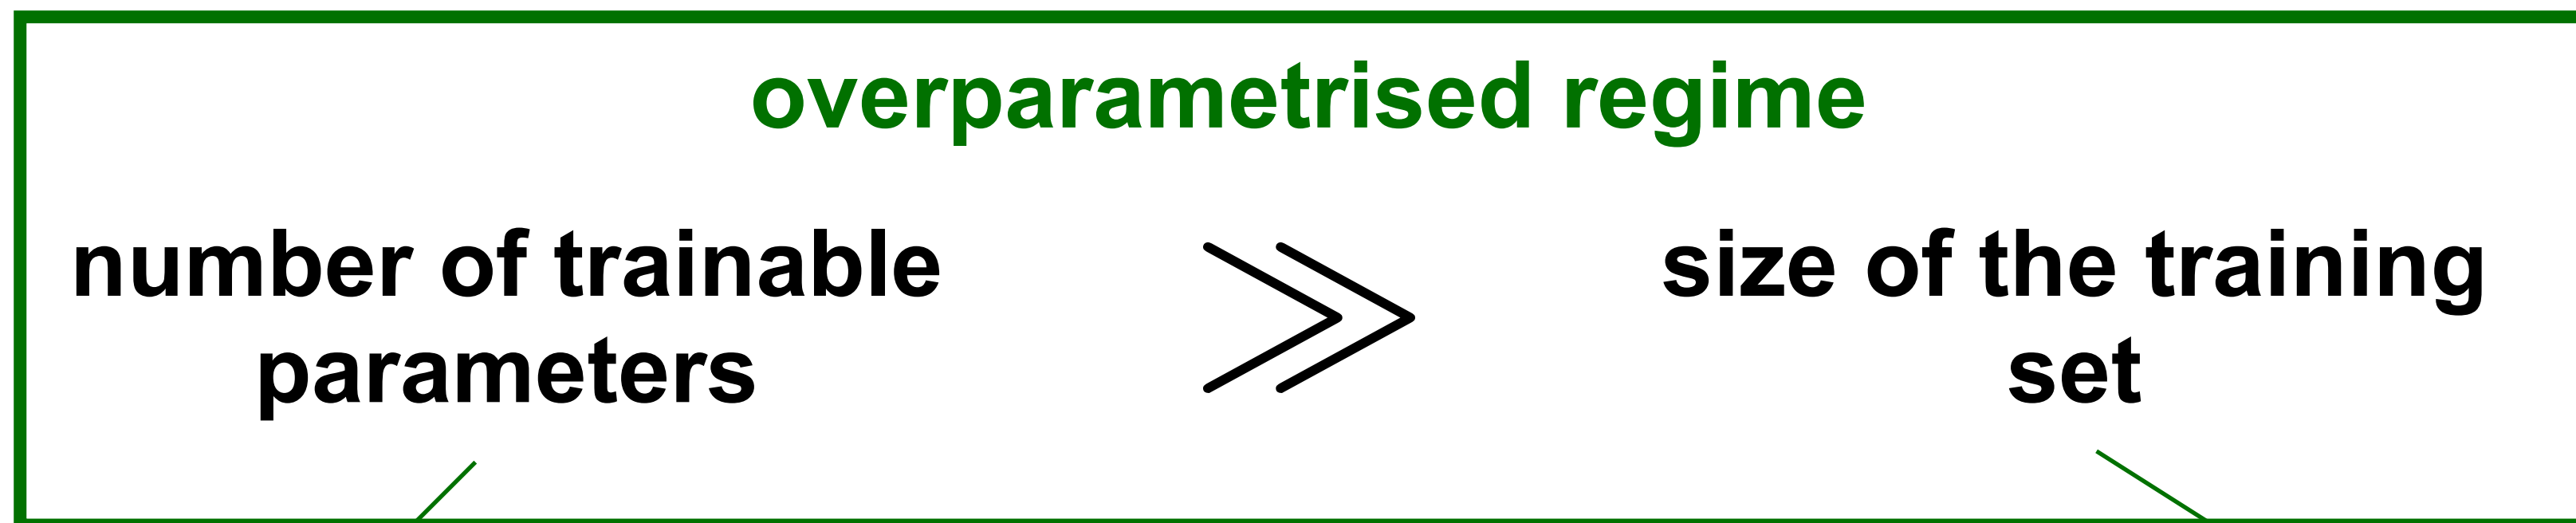 overparametrised regime
number of trainable ≫ size of the training
parameters set